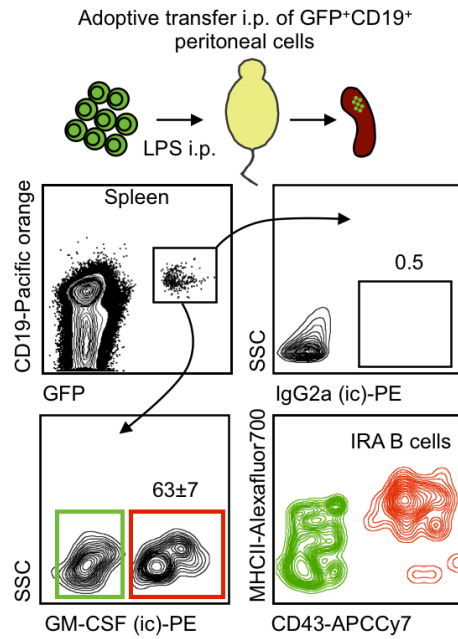 Adoptive transfer i.p. of GFP⁺CD19⁺
peritoneal cells
LPS i.p.
Spleen
CD19-Pacific orange
GFP
0.5
SSC
IgG2a (ic)-PE
63±7
SSC
GM-CSF (ic)-PE
IRA B cells
MHCII-Alexafluor700
CD43-APCCy7